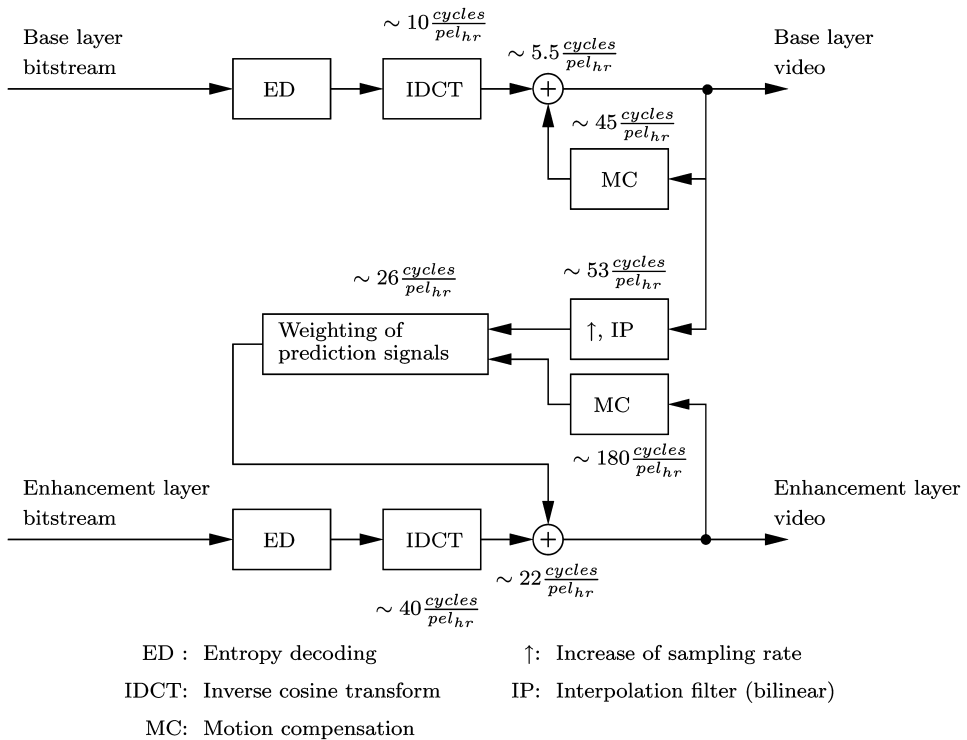 ∼ 10 cycles/pel_hr
Base layer
bitstream
∼ 5.5 cycles/pel_hr
Base layer
video
ED
IDCT
+
∼ 45 cycles/pel_hr
MC
∼ 26 cycles/pel_hr
∼ 53 cycles/pel_hr
Weighting of
prediction signals
↑, IP
MC
∼ 180 cycles/pel_hr
Enhancement layer
bitstream
Enhancement layer
video
ED
IDCT
+
∼ 22 cycles/pel_hr
∼ 40 cycles/pel_hr
ED : Entropy decoding
IDCT: Inverse cosine transform
MC: Motion compensation
↑: Increase of sampling rate
IP: Interpolation filter (bilinear)